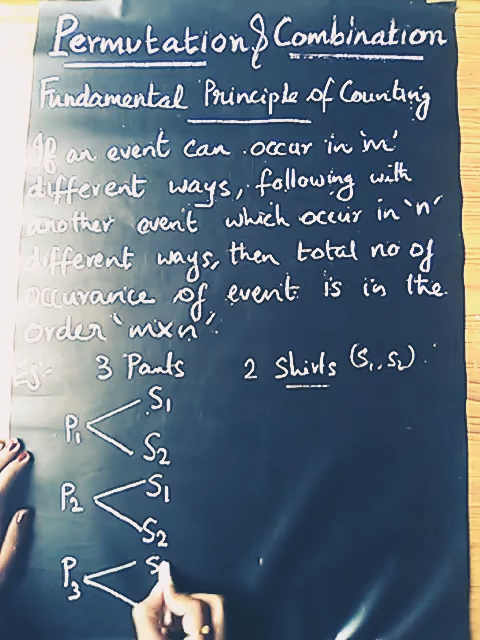 Permutation & Combination
Fundamental Principle of Counting
If an event can occur in 'm'
different ways, following with
another event which occur in 'n'
different ways, then total no of
occurance of event is in the
order 'm×n'.
Eg:- 3 Pants 2 Shirts (S1, S2).
P1 S1
S2
P2 S1
S2
P3 S